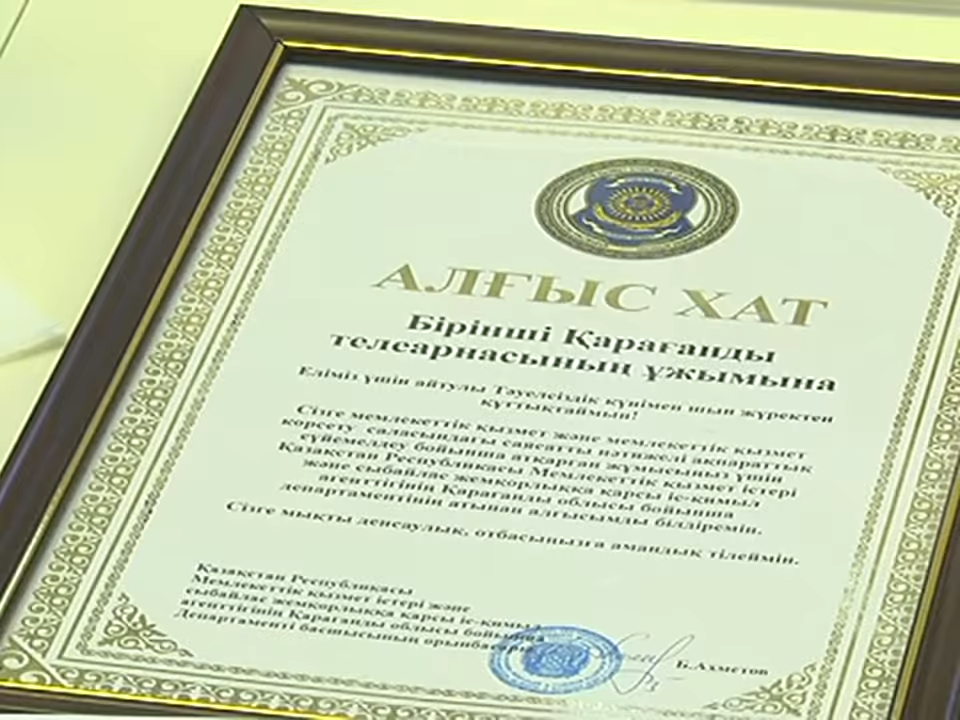 АЛҒЫС ХАТ
Бірінші Қарағанды
телеарнасының ұжымына
Еліміз үшін айтулы Тәуелсіздік күнімен шын жүректен
құттықтаймын!
Сізге мемлекеттік қызмет және мемлекеттік қызмет
көрсету саласындағы саясатты нәтижелі ақпараттық
сүйемелдеу бойынша атқарған жұмысыңыз үшін
Қазақстан Республикасы Мемлекеттік қызмет істері
және сыбайлас жемқорлыққа қарсы іс-қимыл
агенттігінің Қарағанды облысы бойынша
департаментінің атынан алғысымды білдіремін.
Сізге мықты денсаулық, отбасыңызға амандық тілеймін.
Қазақстан Республикасы
Мемлекеттік қызмет істері және
сыбайлас жемқорлыққа қарсы іс-қимыл
агенттігінің Қарағанды облысы бойынша
Департаменті басшысының орынбасары
Б.Ахметов